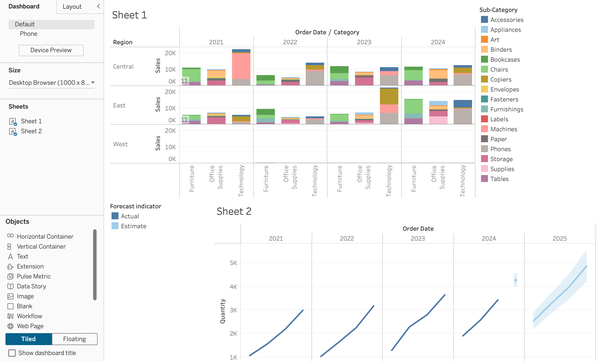 Dashboard
Layout
Default
Phone
Device Preview
Size
Desktop Browser (1000 x 8...
Sheets
Sheet 1
Sheet 2
Objects
Horizontal Container
Vertical Container
Text
Extension
Pulse Metric
Data Story
Image
Blank
Workflow
Web Page
Tiled
Floating
Show dashboard title
Sheet 1
Order Date / Category
Region
2021
2022
2023
2024
Central
Sales
20K
10K
0K
11
East
Sales
20K
10K
0K
11
West
Sales
20K
10K
0K
Furniture
Office Supplies
Technology
Furniture
Office Supplies
Technology
Furniture
Office Supplies
Technology
Furniture
Office Supplies
Technology
Sub-Category
Accessories
Appliances
Art
Binders
Bookcases
Chairs
Copiers
Envelopes
Fasteners
Furnishings
Labels
Machines
Paper
Phones
Storage
Supplies
Tables
Forecast indicator
Actual
Estimate
Sheet 2
Order Date
2021
2022
2023
2024
2025
Quantity
5K
4K
3K
2K
1K